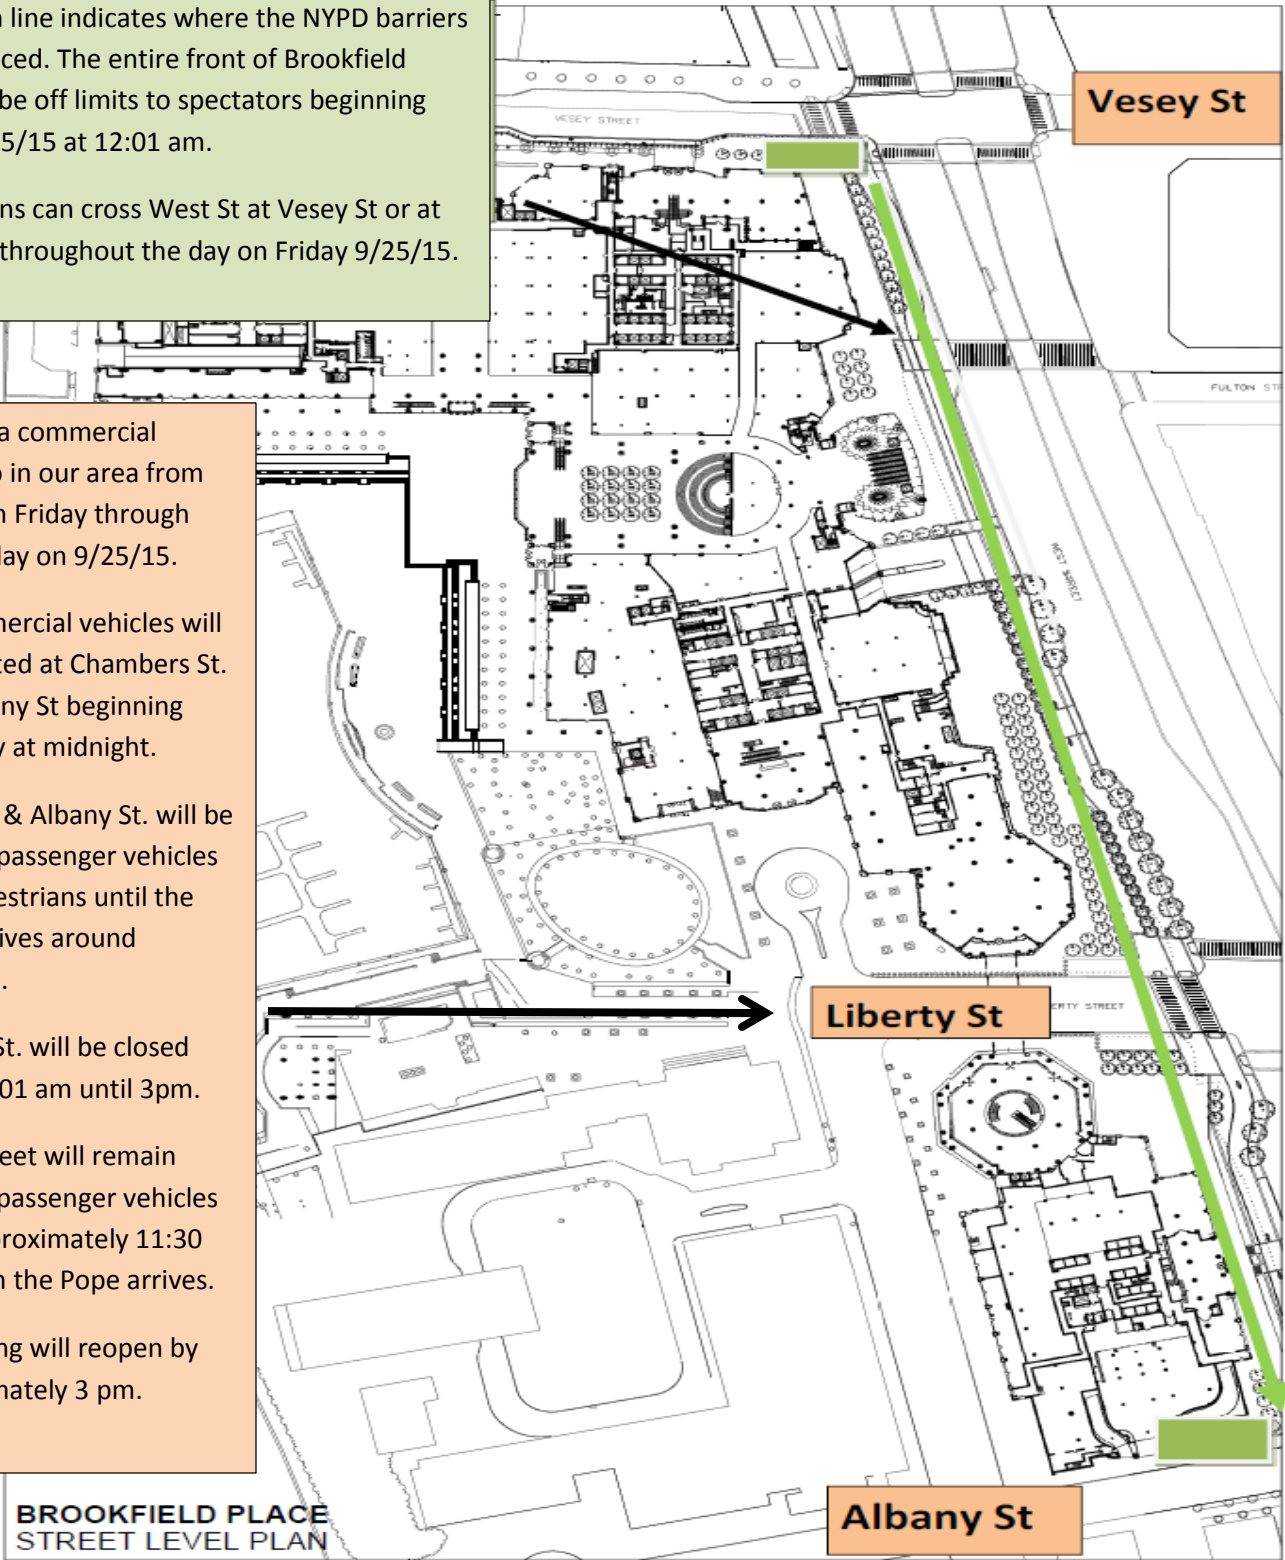 line indicates where the NYPD barriers
ced. The entire front of Brookfield
be off limits to spectators beginning
5/15 at 12:01 am.
ns can cross West St at Vesey St or at
throughout the day on Friday 9/25/15.
Vesey St
VESEY STREET
FULTON ST
WEST STREET
a commercial
in our area from
Friday through
day on 9/25/15.
mercial vehicles will
ted at Chambers St.
ny St beginning
y at midnight.
& Albany St. will be
passenger vehicles
estrians until the
ives around
.
St. will be closed
01 am until 3pm.
eet will remain
passenger vehicles
roximately 11:30
n the Pope arrives.
ng will reopen by
mately 3 pm.
Liberty St
ERTY STREET
Albany St
BROOKFIELD PLACE
STREET LEVEL PLAN